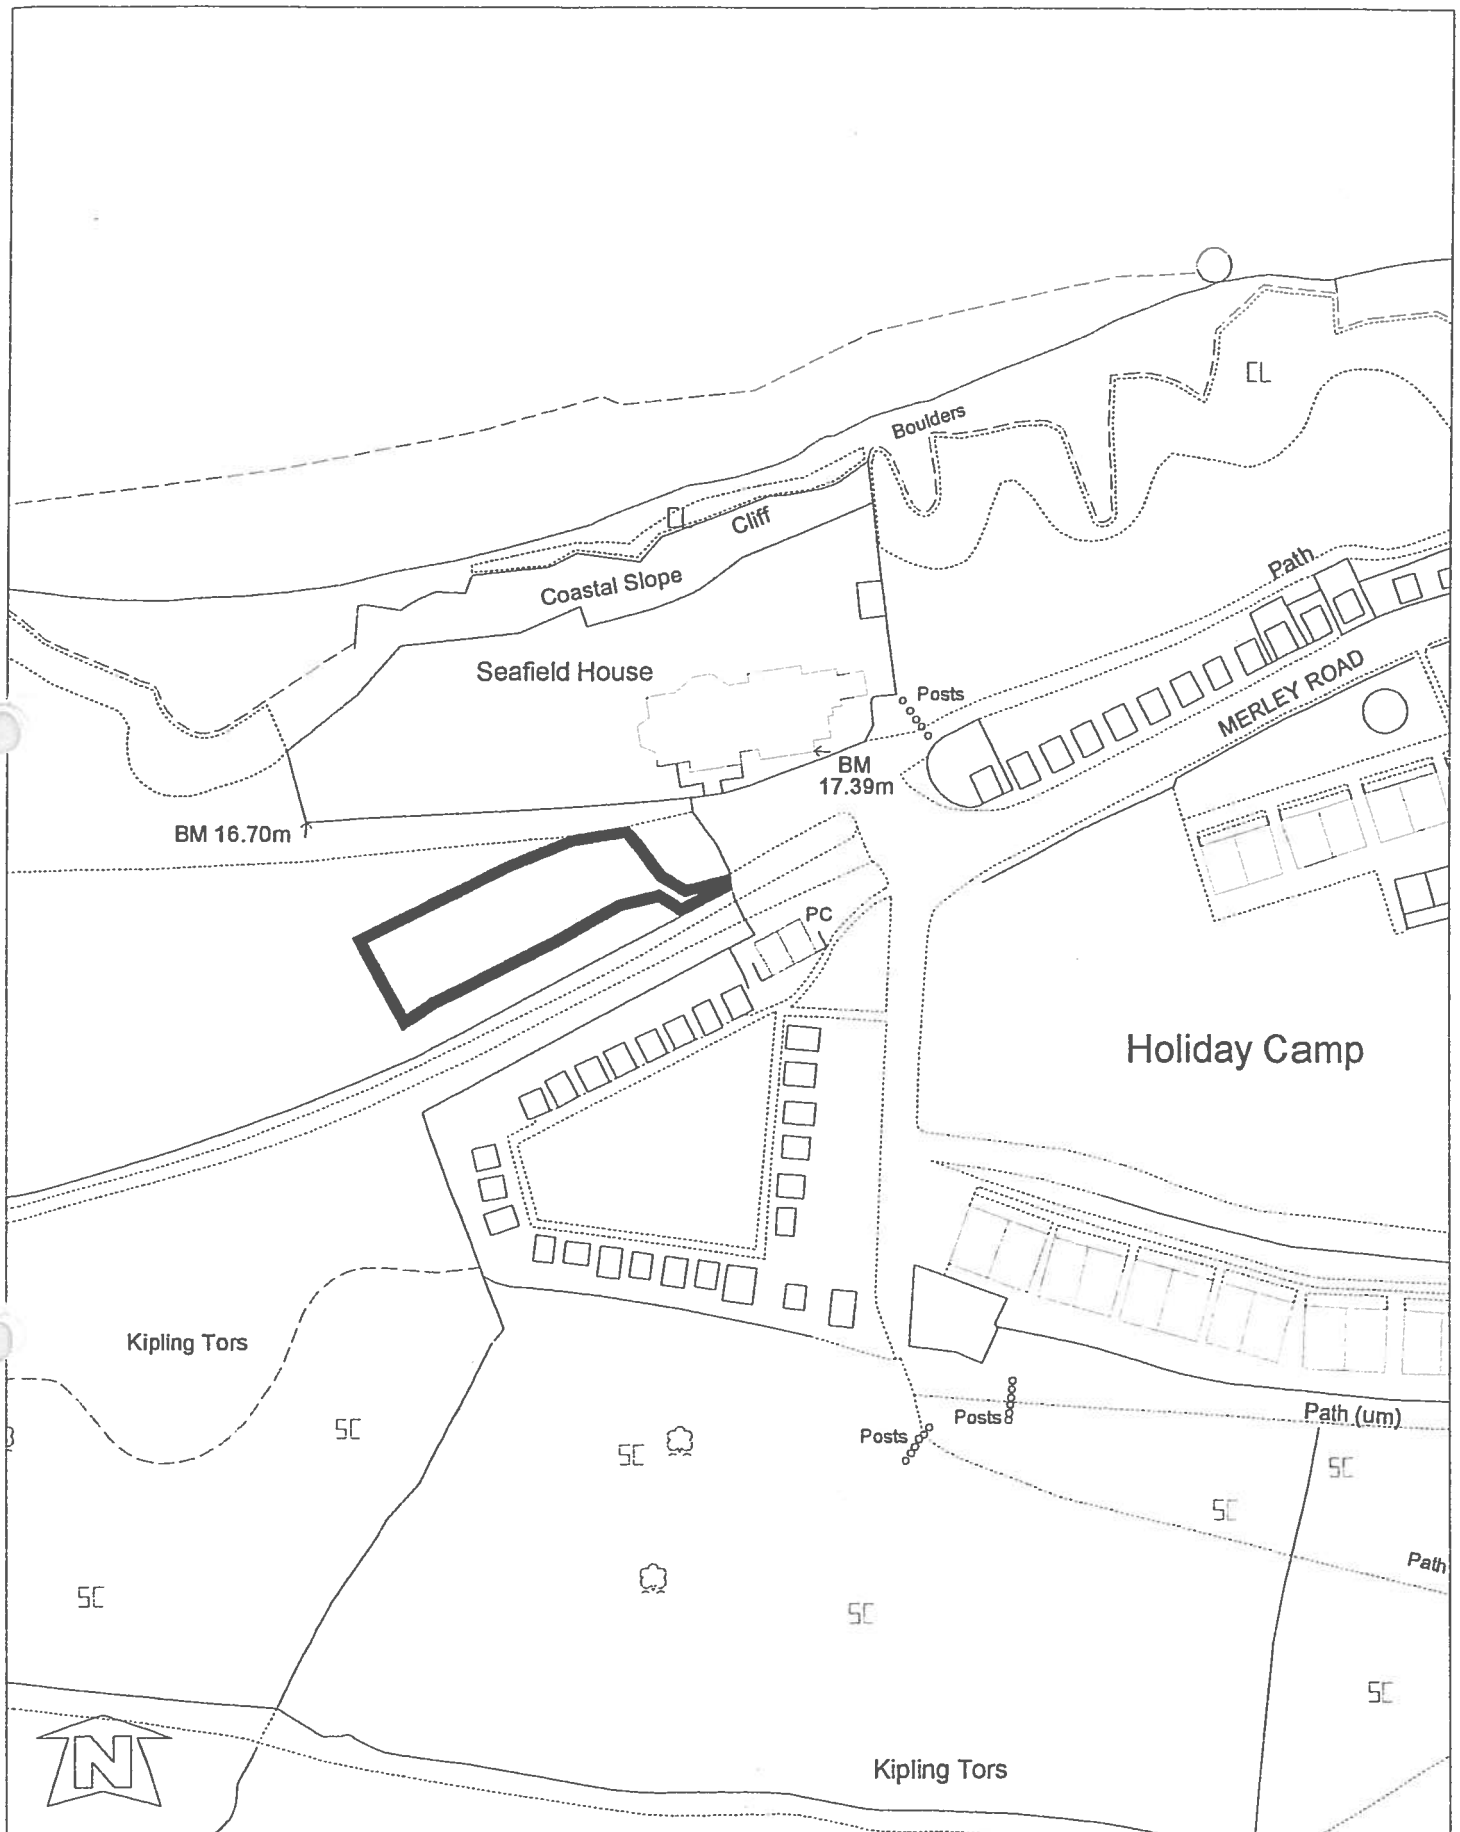 Boulders
CL
CL
Cliff
Path
Coastal Slope
Seafield House
Posts
MERLEY ROAD
BM
17.39m
BM 16.70m
PC
Holiday Camp
Kipling Tors
Posts
Path (um)
Posts
SC
SC
SC
SC
Path
SC
SC
SC
N
Kipling Tors